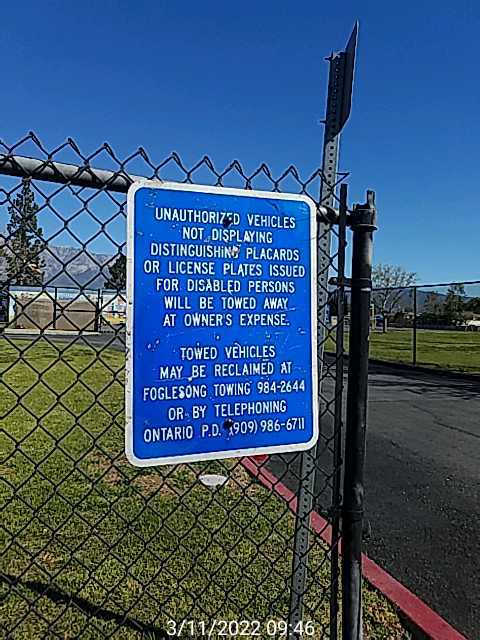 UNAUTHORIZED VEHICLES
NOT DISPLAYING
DISTINGUISHING PLACARDS
OR LICENSE PLATES ISSUED
FOR DISABLED PERSONS
WILL BE TOWED AWAY
AT OWNER'S EXPENSE.
TOWED VEHICLES
MAY BE RECLAIMED AT
FOGLESONG TOWING 984-2644
OR BY TELEPHONING
ONTARIO P.D. (909) 986-6711
3/11/2022 09:46